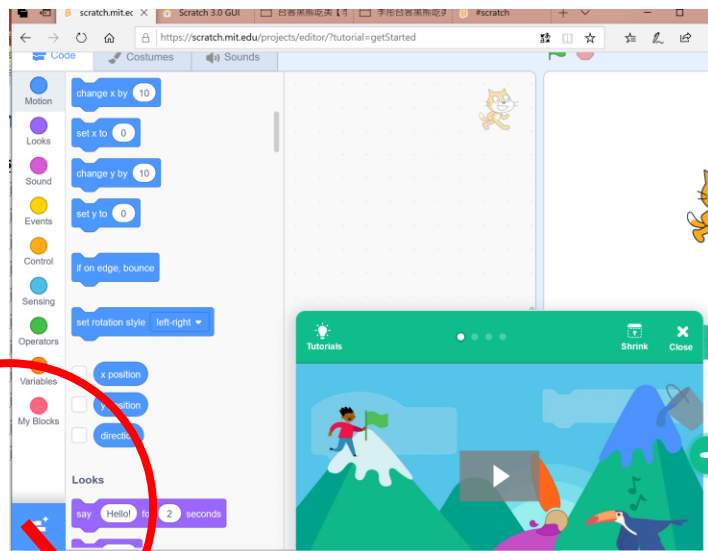 scratch.mit.ec
Scratch 3.0 GUI
#scratch
https://scratch.mit.edu/projects/editor/?tutorial=getStarted
Code
Costumes
Sounds
Motion
Looks
Sound
Events
Control
Sensing
Operators
Variables
My Blocks
change x by 10
set x to 0
change y by 10
set y to 0
if on edge, bounce
set rotation style left-right
x position
y position
direction
Looks
say Hello! for 2 seconds
Tutorials
Shrink
Close